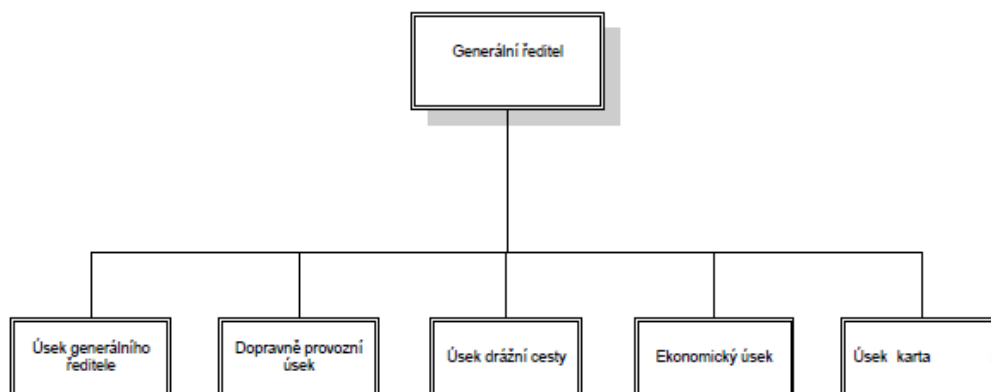 Generální ředitel
Úsek generálního
ředitele
Dopravně provozní
úsek
Úsek drážní cesty
Ekonomický úsek
Úsek karta